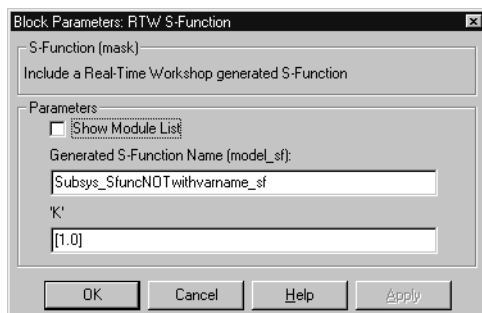 Block Parameters: RTW S-Function
S-Function (mask)
Include a Real-Time Workshop generated S-Function
Parameters
Show Module List
Generated S-Function Name (model_sf):
Subsys_SfuncNOTwithvarname_sf
'K'
[1.0]
OK Cancel Help Apply